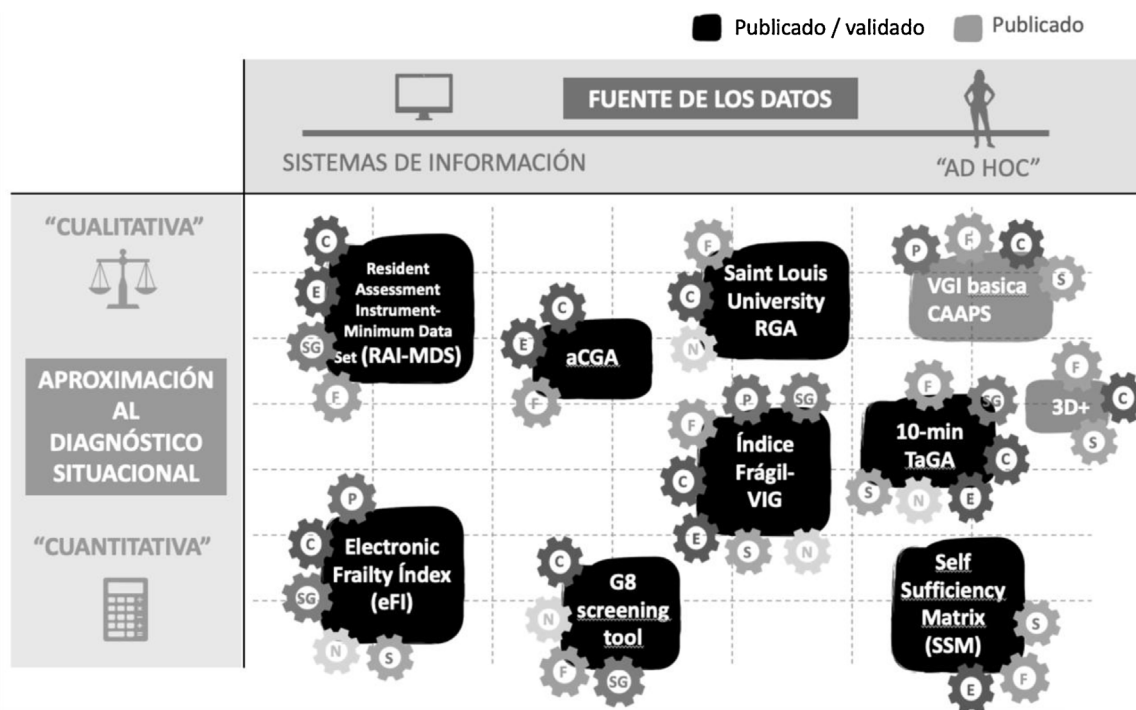 Publicado / validado
Publicado
FUENTE DE LOS DATOS
SISTEMAS DE INFORMACIÓN
“AD HOC”
“CUALITATIVA”
APROXIMACIÓN
AL
DIAGNÓSTICO
SITUACIONAL
“CUANTITATIVA”
C
E
SG
F
Resident
Assessment
Instrument-
Minimum Data
Set (RAI-MDS)
C
E
F
aCGA
F
C
N
Saint Louis
University
RGA
P
F
C
S
VGI basica
CAAPS
F
C
S
3D+
P
SG
F
C
E
S
N
Índice
Frágil-
VIG
F
SG
C
E
N
S
10-min
TaGA
P
C
SG
N
S
Electronic
Frailty Índex
(eFI)
C
N
F
SG
G8
screening
tool
Self
Sufficiency
Matrix
(SSM)
S
F
E